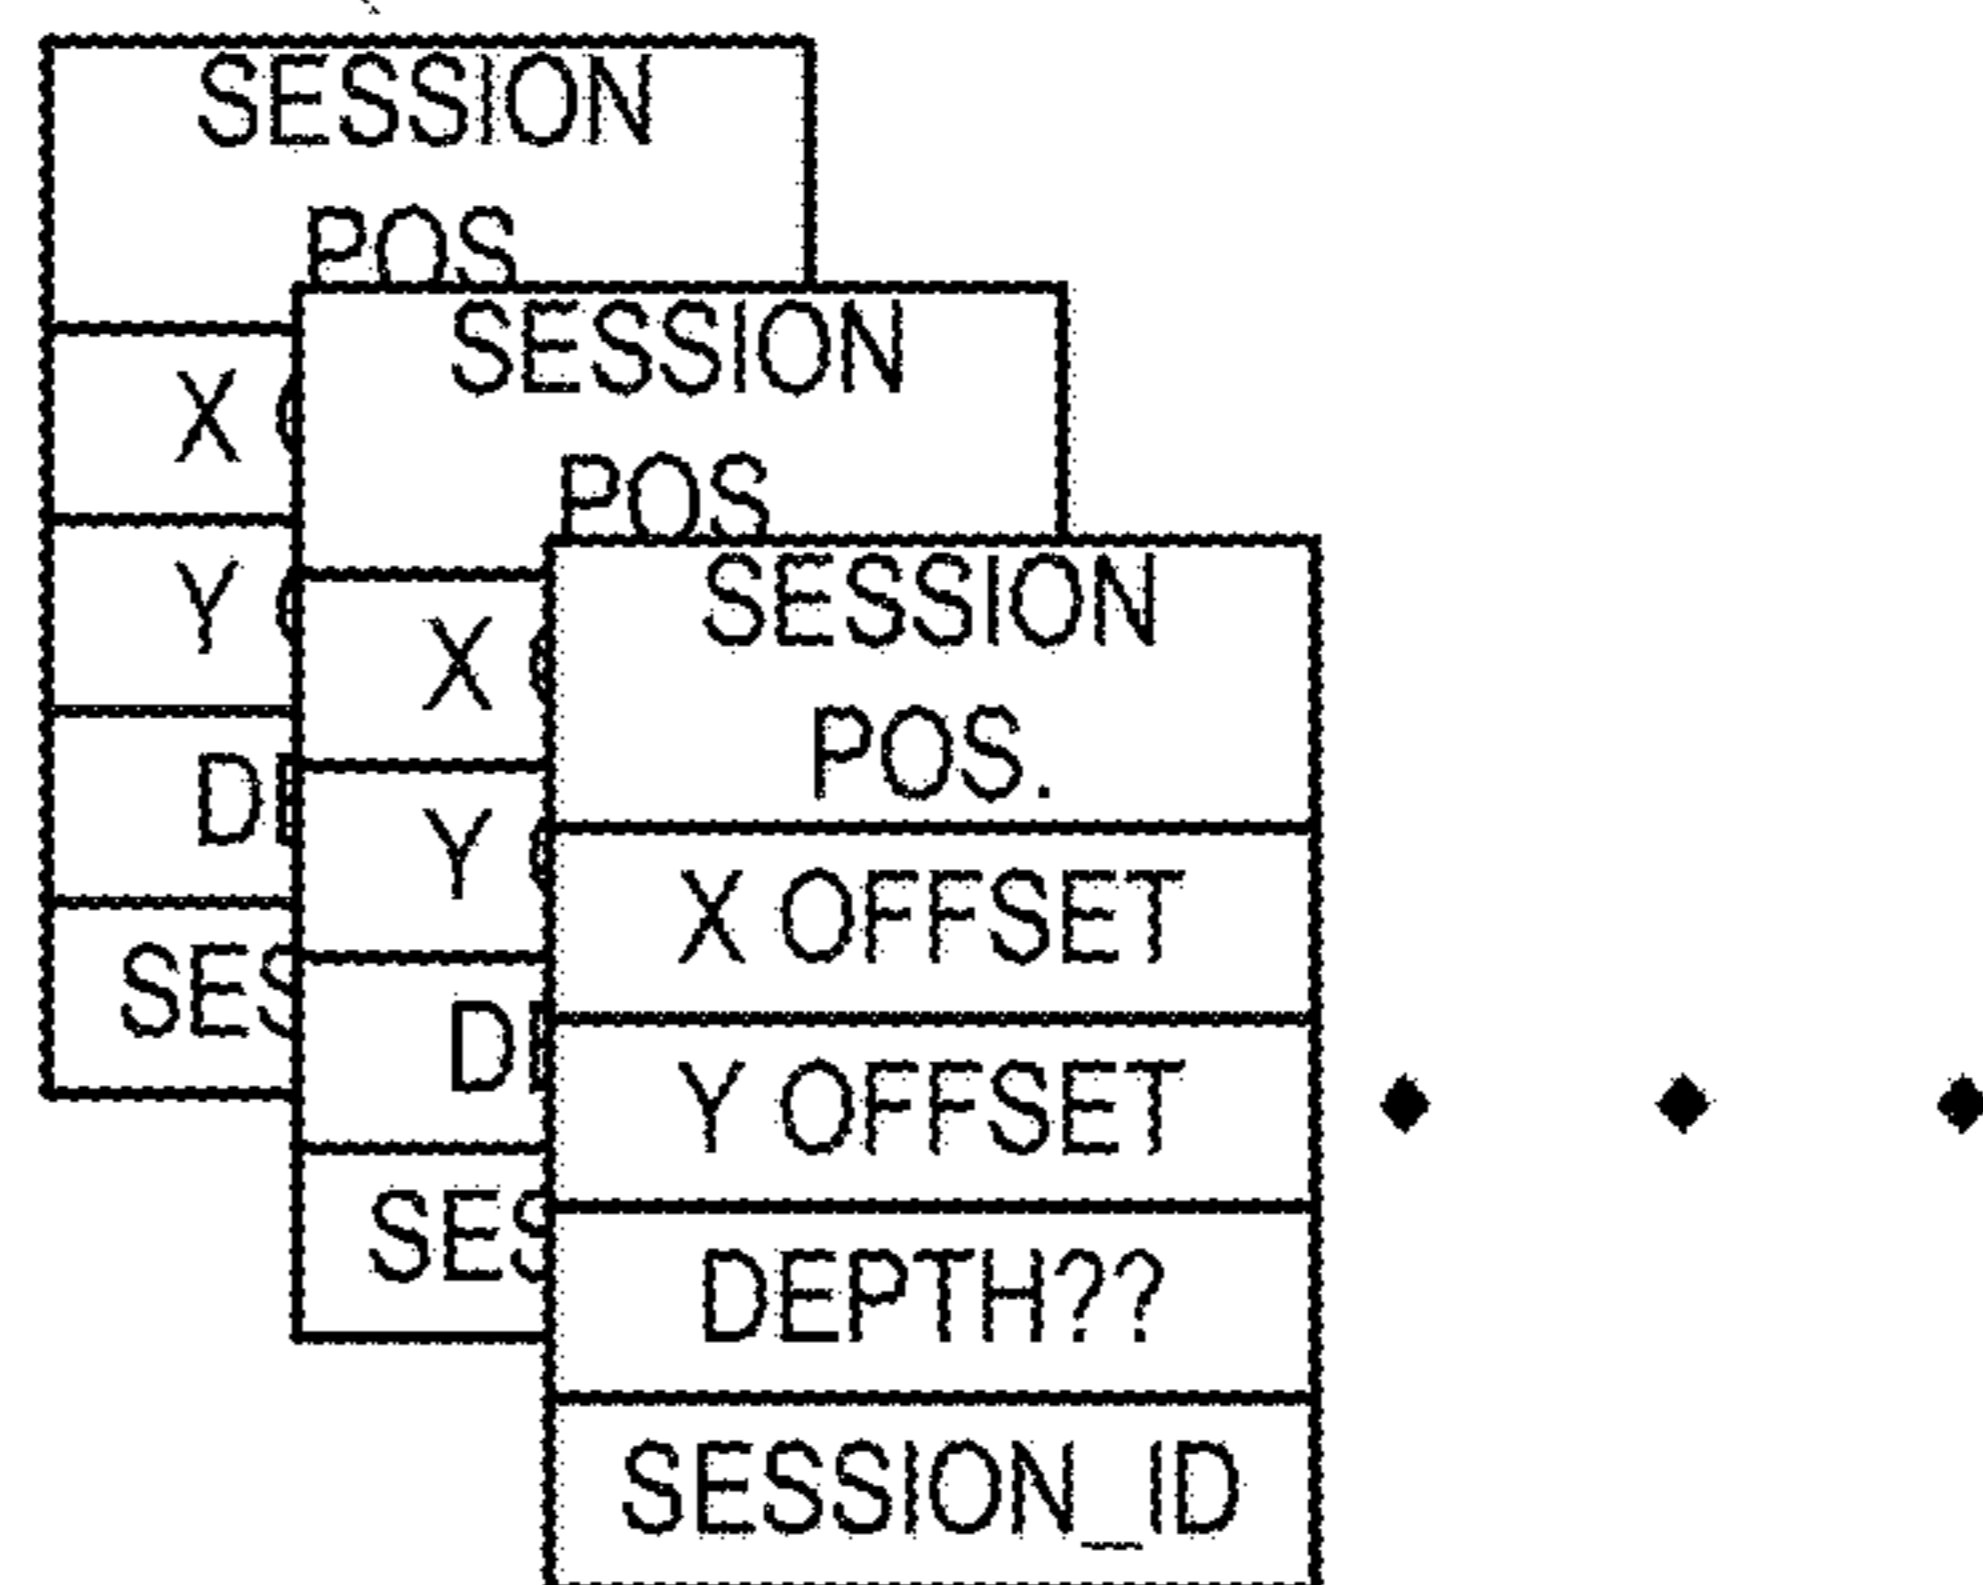 SESSION
POS
X
Y
SESSION
POS
X
Y
SESSION
POS.
X OFFSET
Y OFFSET
DEPTH??
SESSION_ID